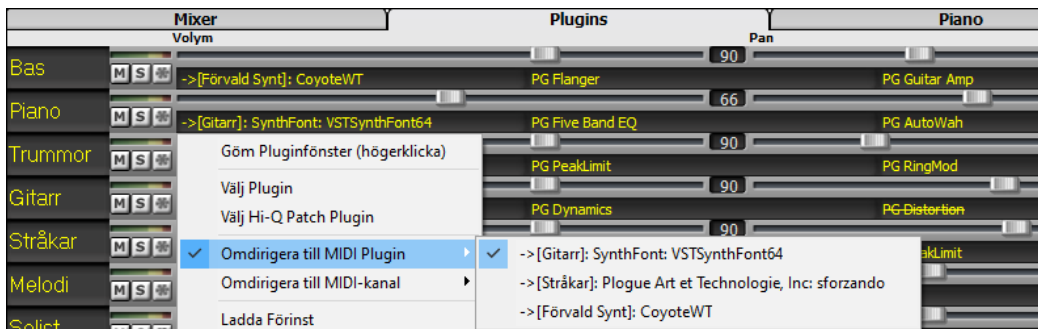 Mixer Plugins Piano
Volym Pan
Bas M S 90
->[Förvald Synt]: CoyoteWT PG Flanger PG Guitar Amp
Piano M S 66
->[Gitarr]: SynthFont: VSTSynthFont64 PG Five Band EQ PG AutoWah
Trummor M S 90
Göm Pluginfönster (högerklicka) PG PeakLimit PG RingMod
Gitarr M S 90
Välj Plugin
Välj Hi-Q Patch Plugin PG Dynamics PG Distortion
Stråkar M S 90
Omdirigera till MIDI Plugin ->[Gitarr]: SynthFont: VSTSynthFont64
Melodi M S
Omdirigera till MIDI-kanal ->[Stråkar]: Plogue Art et Technologie, Inc: sforzando
Ladda Förinst ->[Förvald Synt]: CoyoteWT